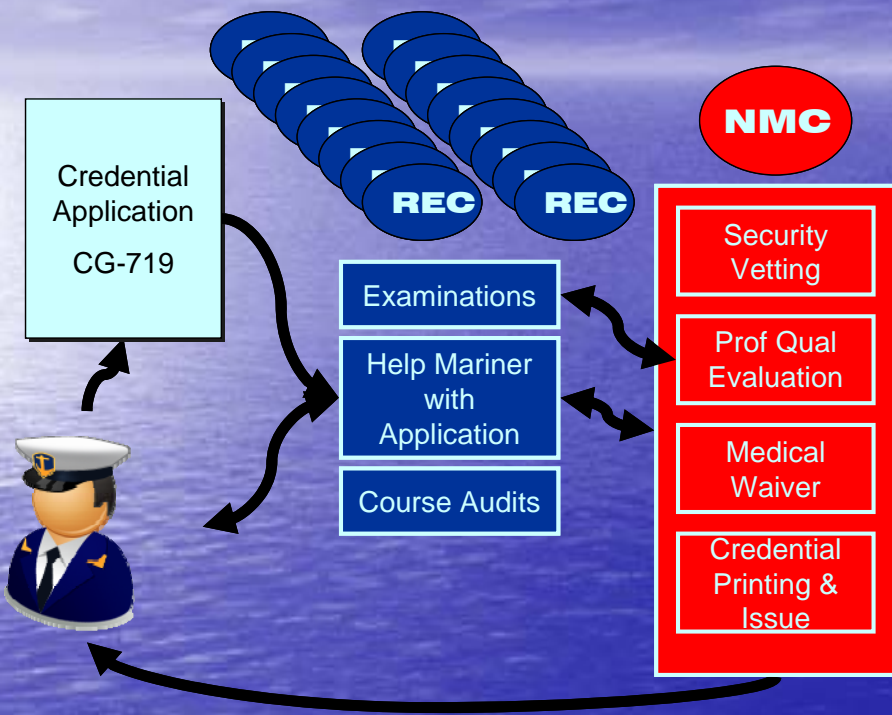 NMC
REC
REC
Credential
Application
CG-719
Examinations
Help Mariner
with
Application
Course Audits
Security
Vetting
Prof Qual
Evaluation
Medical
Waiver
Credential
Printing &
Issue